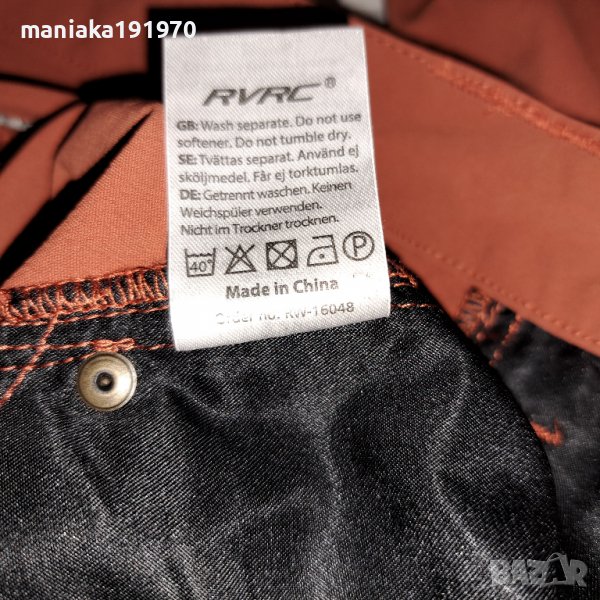 maniaka191970
RVRC®
GB: Wash separate. Do not use
softener. Do not tumble dry.
SE: Tvättas separat. Använd ej
sköljmedel. Får ej torktumlas.
DE: Getrennt waschen. Keinen
Weichspüler verwenden.
Nicht im Trockner trocknen.
40° P
Made in China
Order no. RW-16048
BAZAR